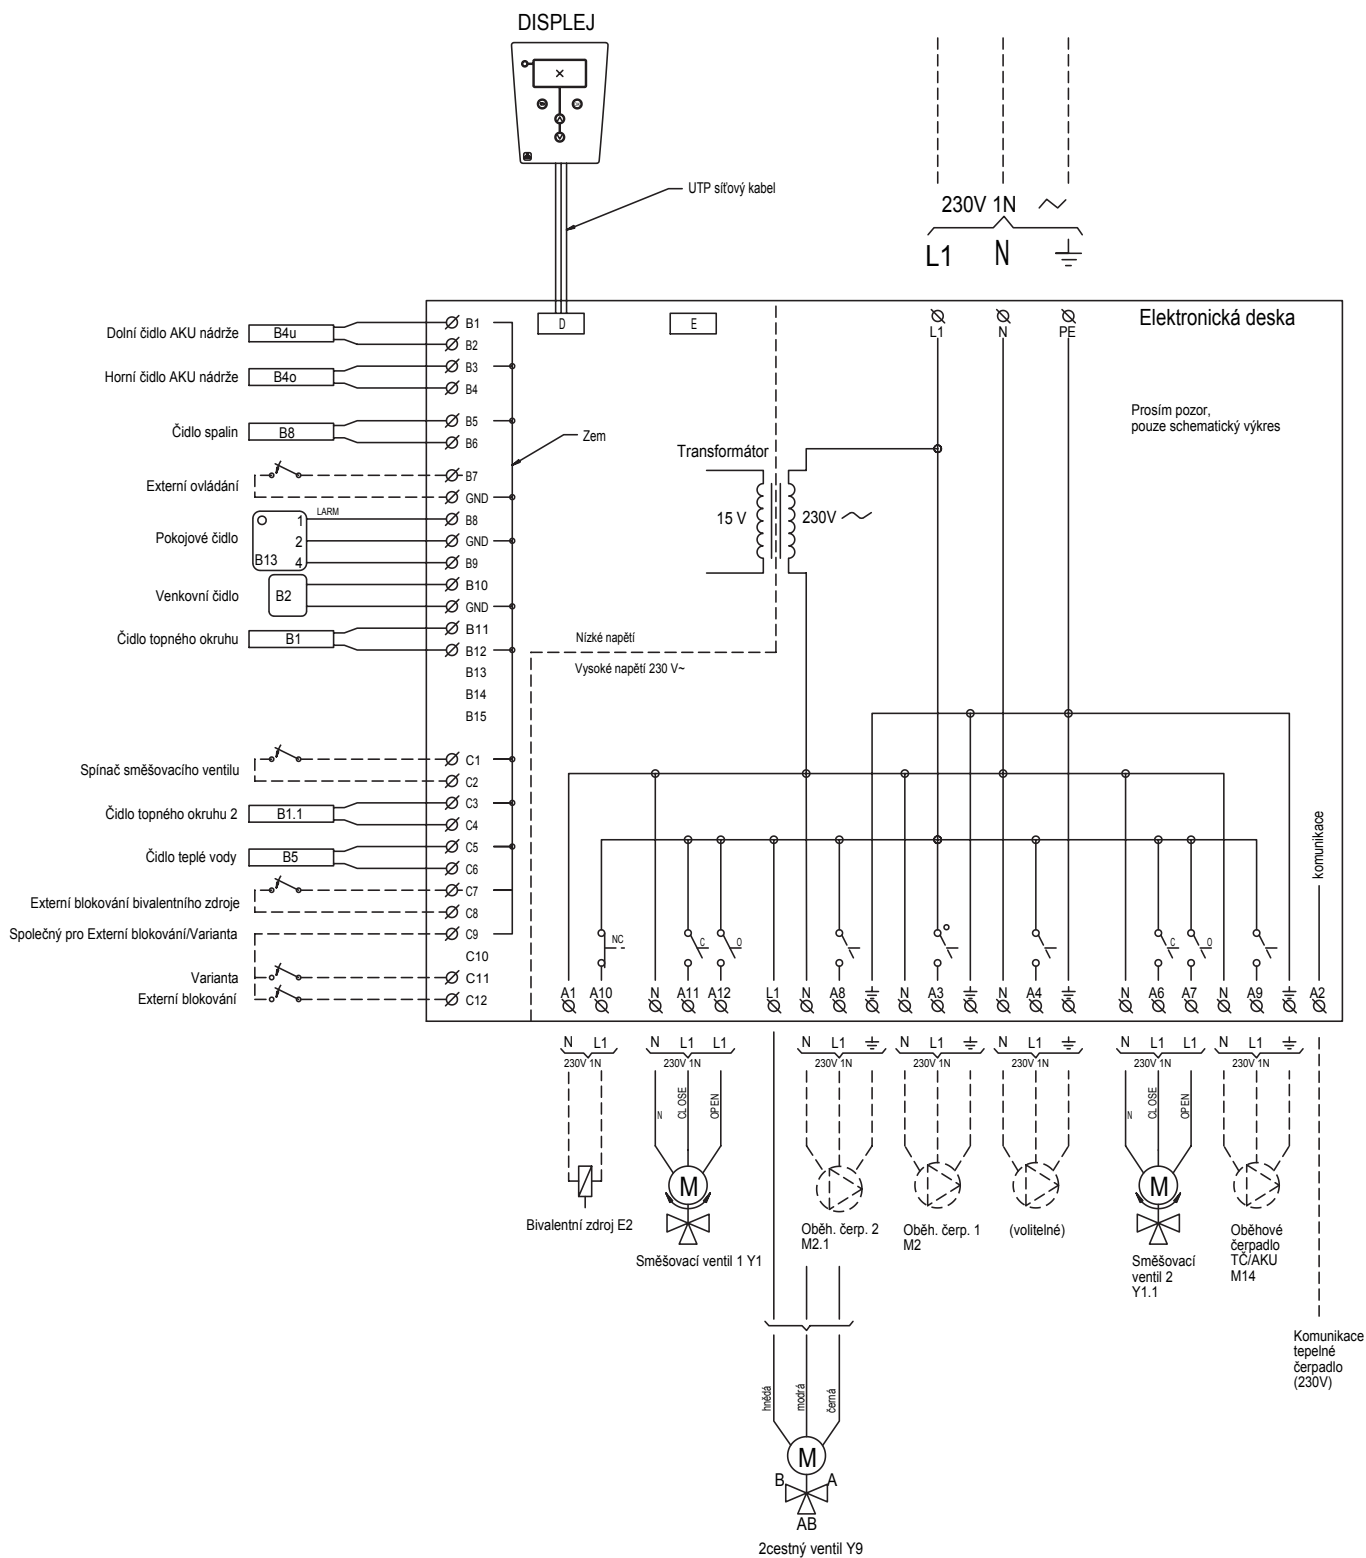 DISPLEJ
UTP síťový kabel
230V 1N
L1 N
Elektronická deska
Prosím pozor,
pouze schematický výkres
D E
L1 N PE
Dolní čidlo AKU nádrže B4u B1
B2
Horní čidlo AKU nádrže B4o B3
B4
Čidlo spalin B8 B5
B6
Zem
Externí ovládání B7
GND
Pokojové čidlo B13 1 LARM B8
2 GND
4 B9
Venkovní čidlo B2 B10
GND
Čidlo topného okruhu B1 B11
B12
B13
B14
B15
Transformátor
15 V 230V
Nízké napětí
Vysoké napětí 230 V~
Spínač směšovacího ventilu C1
C2
Čidlo topného okruhu 2 B1.1 C3
C4
Čidlo teplé vody B5 C5
C6
Externí blokování bivalentního zdroje C7
C8
Společný pro Externí blokování/Varianta C9
C10
Varianta C11
Externí blokování C12
komunikace
NC C O C O
A1 A10 N A11 A12 L1 N A8 N A3 N A4 N A6 A7 N A9 A2
N L1 N L1 L1 N L1 N L1 N L1 N L1 L1 N L1
230V 1N 230V 1N 230V 1N 230V 1N 230V 1N 230V 1N 230V 1N
N CLOSE OPEN N CLOSE OPEN
M M
Bivalentní zdroj E2
Směšovací ventil 1 Y1
Oběh. čerp. 2
M2.1
Oběh. čerp. 1
M2
(volitelné)
Směšovací
ventil 2
Y1.1
Oběhové
čerpadlo
TČ/AKU
M14
Komunikace
tepelné
čerpadlo
(230V)
hnědá modrá černá
M
B A
AB
2cestný ventil Y9